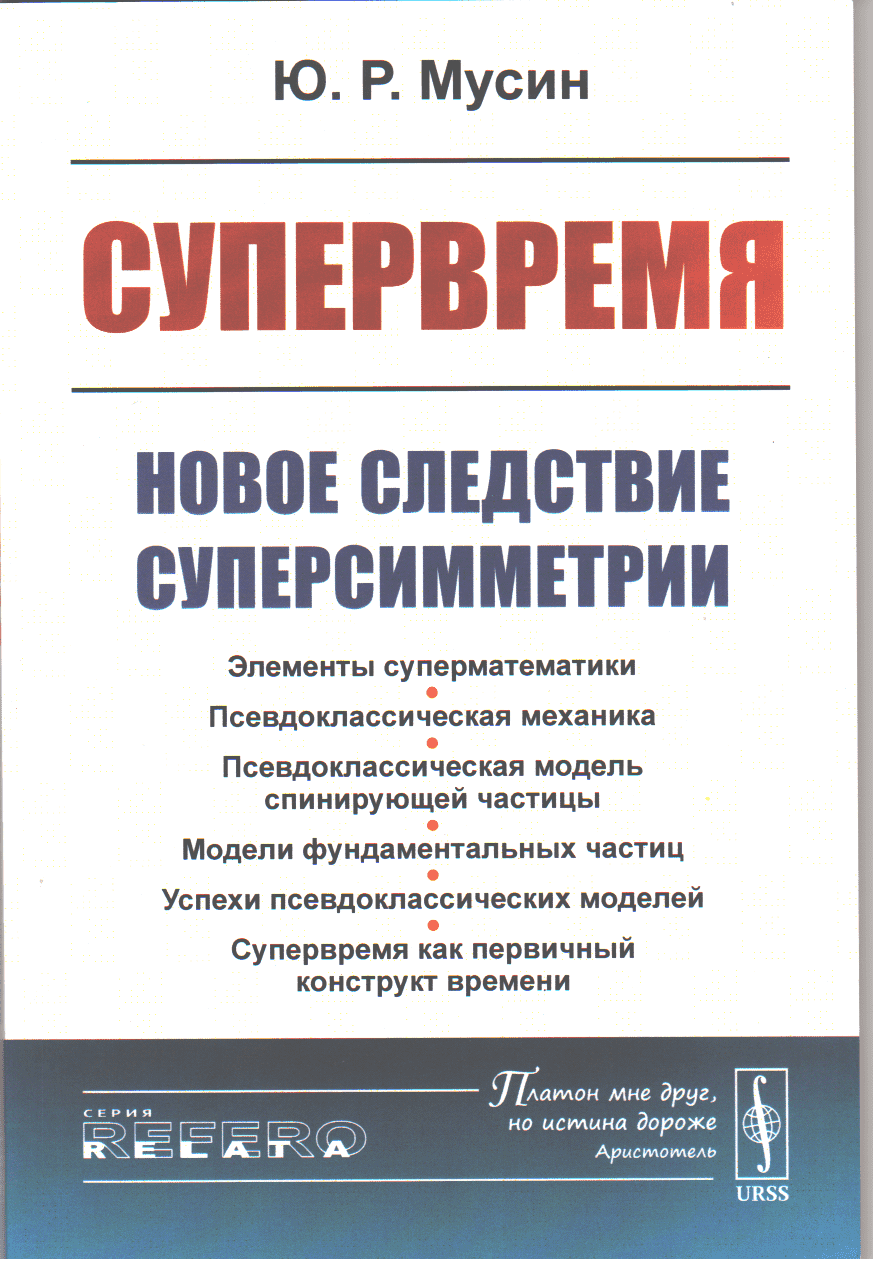 Ю. Р. Мусин
СУПЕРВРЕМЯ
НОВОЕ СЛЕДСТВИЕ
СУПЕРСИММЕТРИИ
Элементы суперматематики
Псевдоклассическая механика
Псевдоклассическая модель
спинирующей частицы
Модели фундаментальных частиц
Успехи псевдоклассических моделей
Супервремя как первичный
конструкт времени
Платон мне друг,
но истина дороже
Аристотель
СЕРИЯ
REFERO
RELATA
URSS